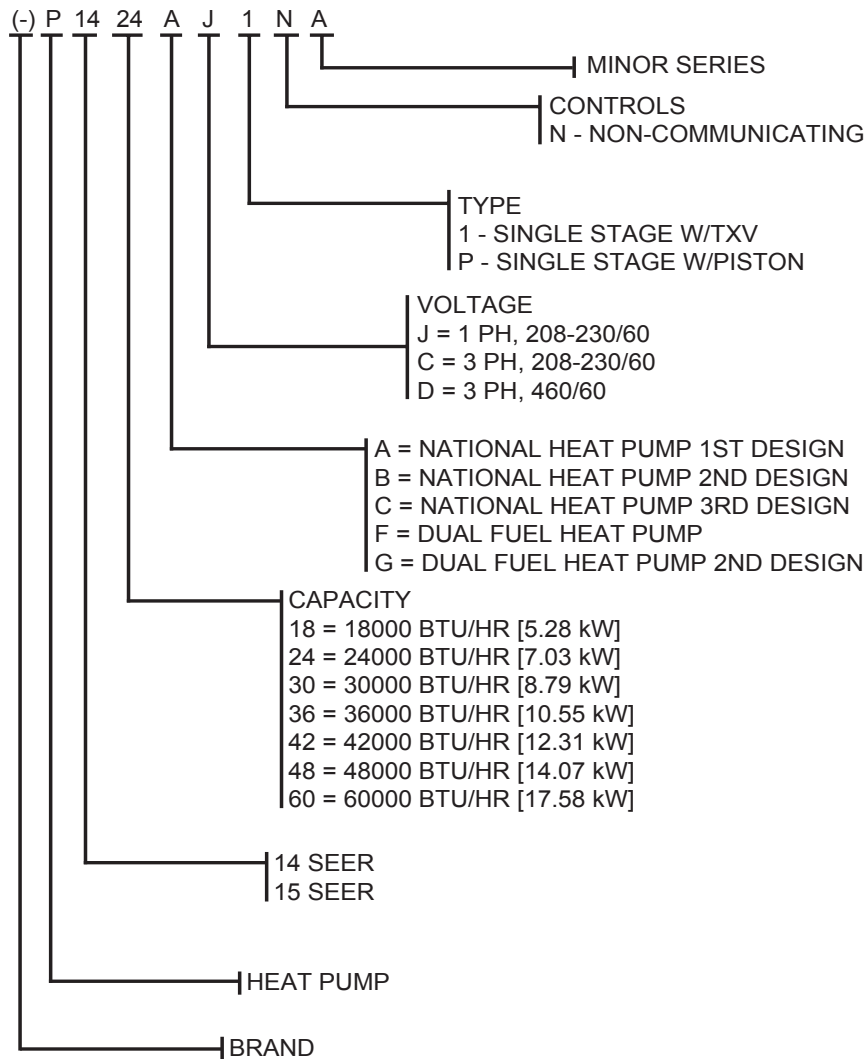 (-) P 14 24 A J 1 N A
MINOR SERIES
CONTROLS
N - NON-COMMUNICATING
TYPE
1 - SINGLE STAGE W/TXV
P - SINGLE STAGE W/PISTON
VOLTAGE
J = 1 PH, 208-230/60
C = 3 PH, 208-230/60
D = 3 PH, 460/60
A = NATIONAL HEAT PUMP 1ST DESIGN
B = NATIONAL HEAT PUMP 2ND DESIGN
C = NATIONAL HEAT PUMP 3RD DESIGN
F = DUAL FUEL HEAT PUMP
G = DUAL FUEL HEAT PUMP 2ND DESIGN
CAPACITY
18 = 18000 BTU/HR [5.28 kW]
24 = 24000 BTU/HR [7.03 kW]
30 = 30000 BTU/HR [8.79 kW]
36 = 36000 BTU/HR [10.55 kW]
42 = 42000 BTU/HR [12.31 kW]
48 = 48000 BTU/HR [14.07 kW]
60 = 60000 BTU/HR [17.58 kW]
14 SEER
15 SEER
HEAT PUMP
BRAND